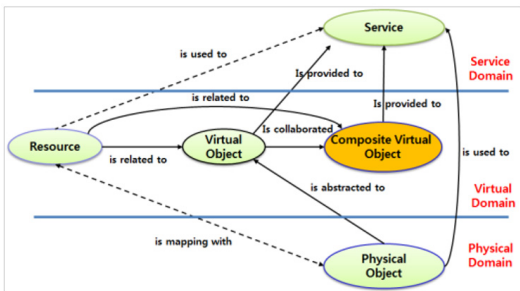 Service
is used to
Service
Domain
Is provided to
is related to
Is provided to
Resource
is related to
Virtual
Object
Is collaborated
Composite Virtual
Object
is used to
is abstracted to
Virtual
Domain
is mapping with
Physical
Object
Physical
Domain